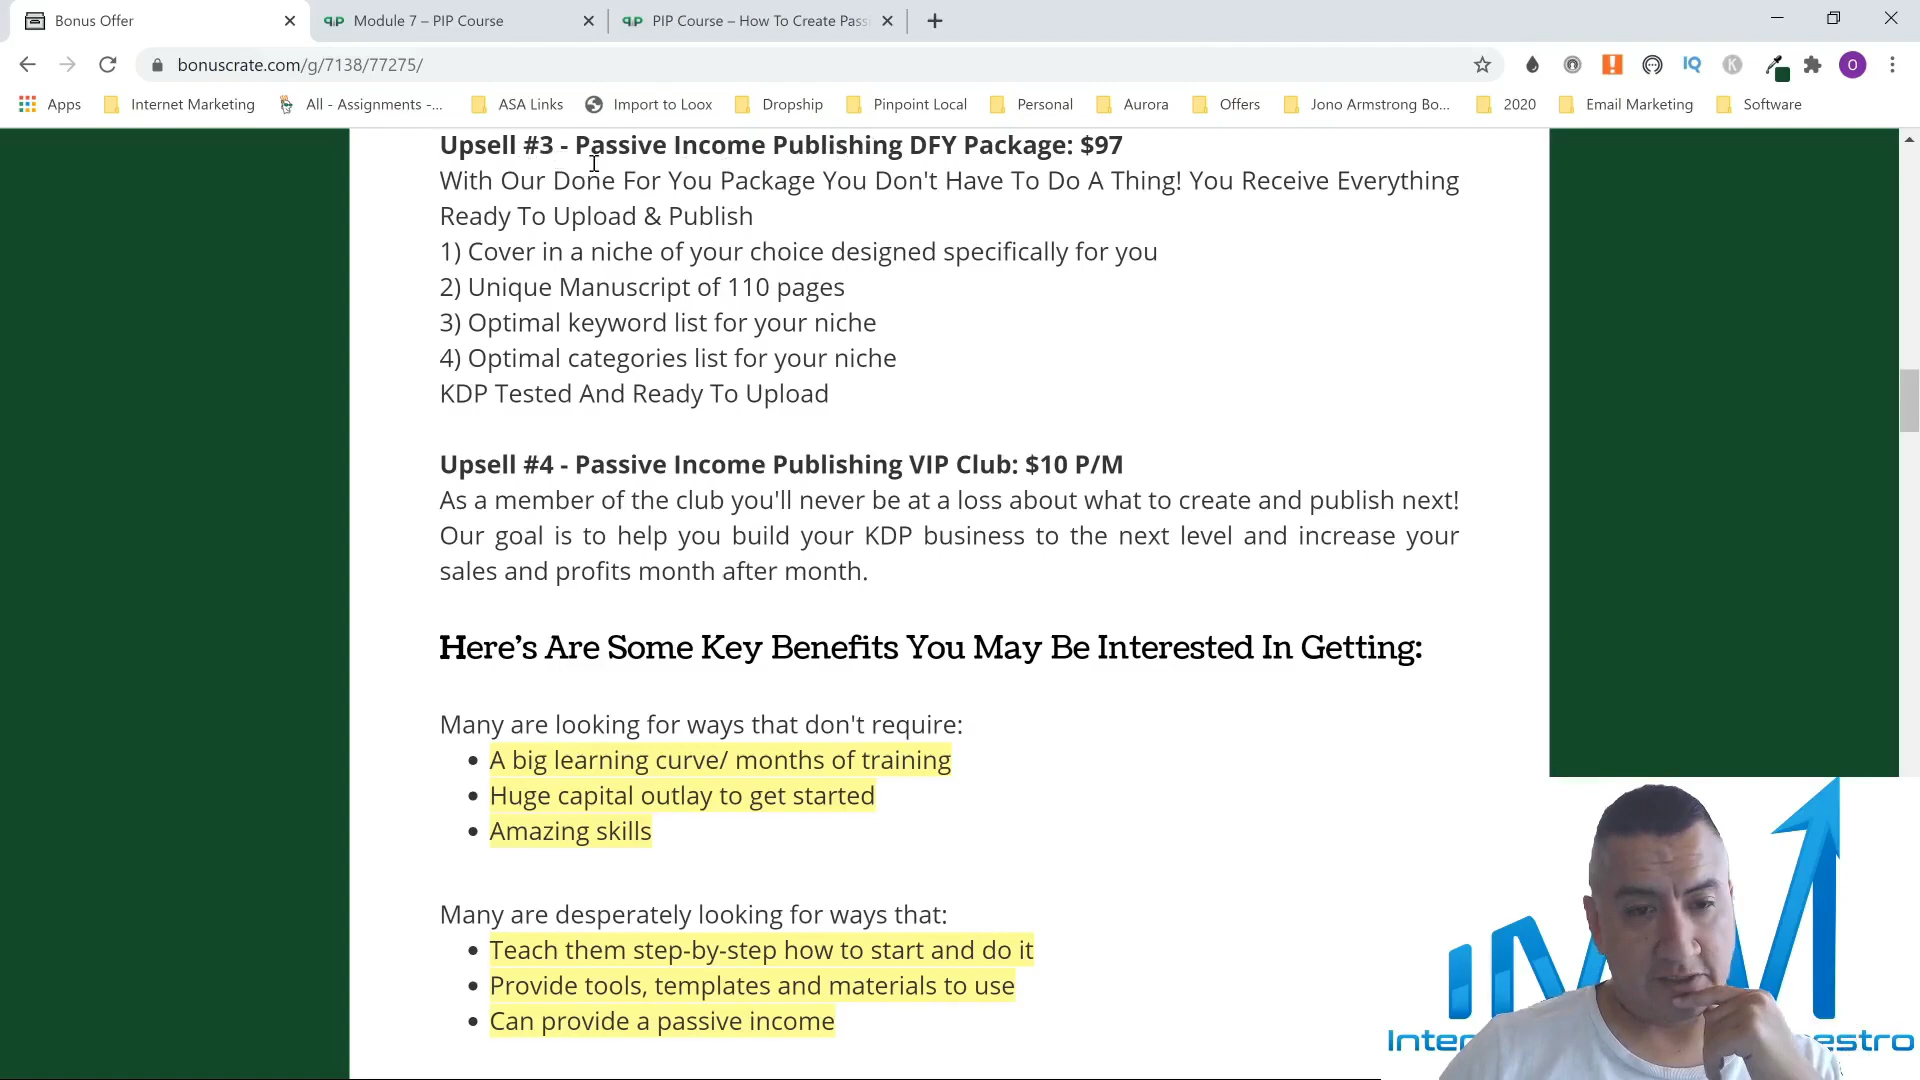 Bonus Offer
Module 7 – PIP Course
PIP Course – How To Create Pass
bonuscrate.com/g/7138/77275/
IQ
K
O
Apps
Internet Marketing
All - Assignments -...
ASA Links
Import to Loox
Dropship
Pinpoint Local
Personal
Aurora
Offers
Jono Armstrong Bo...
2020
Email Marketing
Software
Upsell #3 - Passive Income Publishing DFY Package: $97
With Our Done For You Package You Don't Have To Do A Thing! You Receive Everything
Ready To Upload & Publish
1) Cover in a niche of your choice designed specifically for you
2) Unique Manuscript of 110 pages
3) Optimal keyword list for your niche
4) Optimal categories list for your niche
KDP Tested And Ready To Upload
Upsell #4 - Passive Income Publishing VIP Club: $10 P/M
As a member of the club you'll never be at a loss about what to create and publish next!
Our goal is to help you build your KDP business to the next level and increase your
sales and profits month after month.
Here's Are Some Key Benefits You May Be Interested In Getting:
Many are looking for ways that don't require:
A big learning curve/ months of training
Huge capital outlay to get started
Amazing skills
Many are desperately looking for ways that:
Teach them step-by-step how to start and do it
Provide tools, templates and materials to use
Can provide a passive income